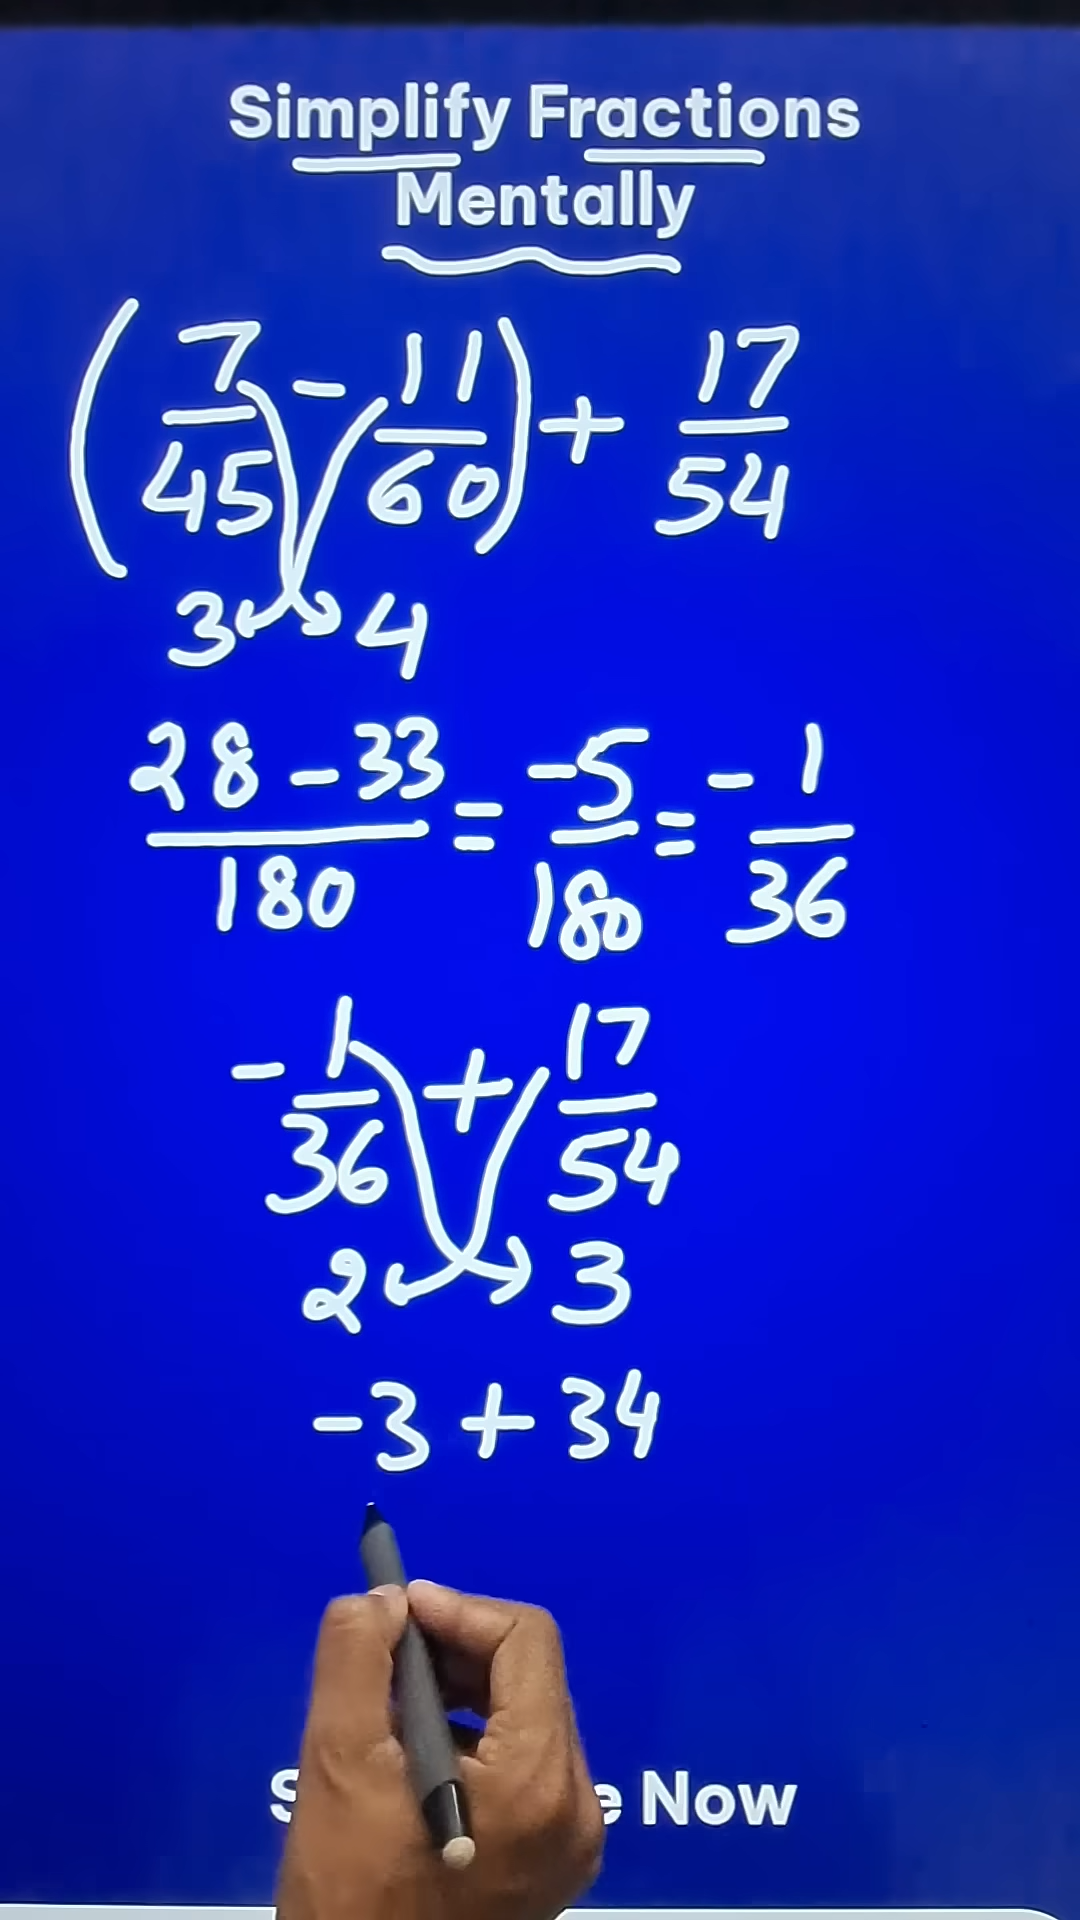 Simplify Fractions
Mentally
(7/45 - 11/60) + 17/54
3 4
28 - 33/180 = -5/180 = - 1/36
- 1/36 + 17/54
2 3
-3 + 34
Now